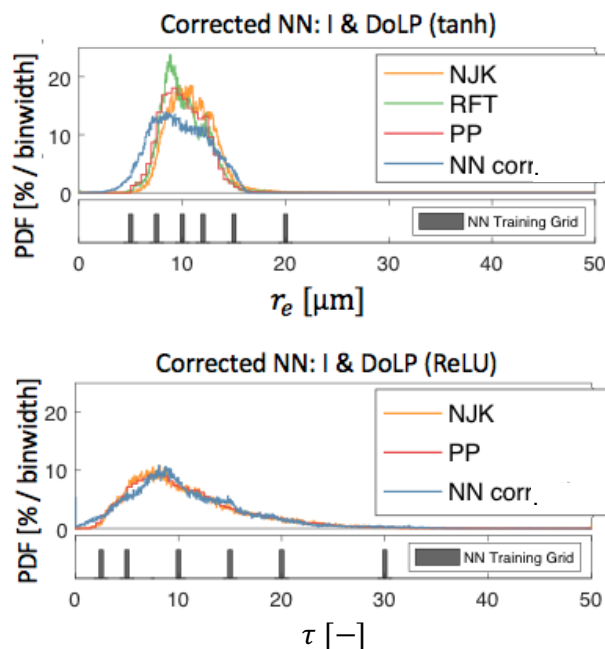 Corrected NN: I & DoLP (tanh)
PDF [% / binwidth]
20
10
0
NJK
RFT
PP
NN corr.
NN Training Grid
0 10 20 30 40 50
r_e [μm]
Corrected NN: I & DoLP (ReLU)
PDF [% / binwidth]
20
10
0
NJK
PP
NN corr.
NN Training Grid
0 10 20 30 40 50
τ [−]